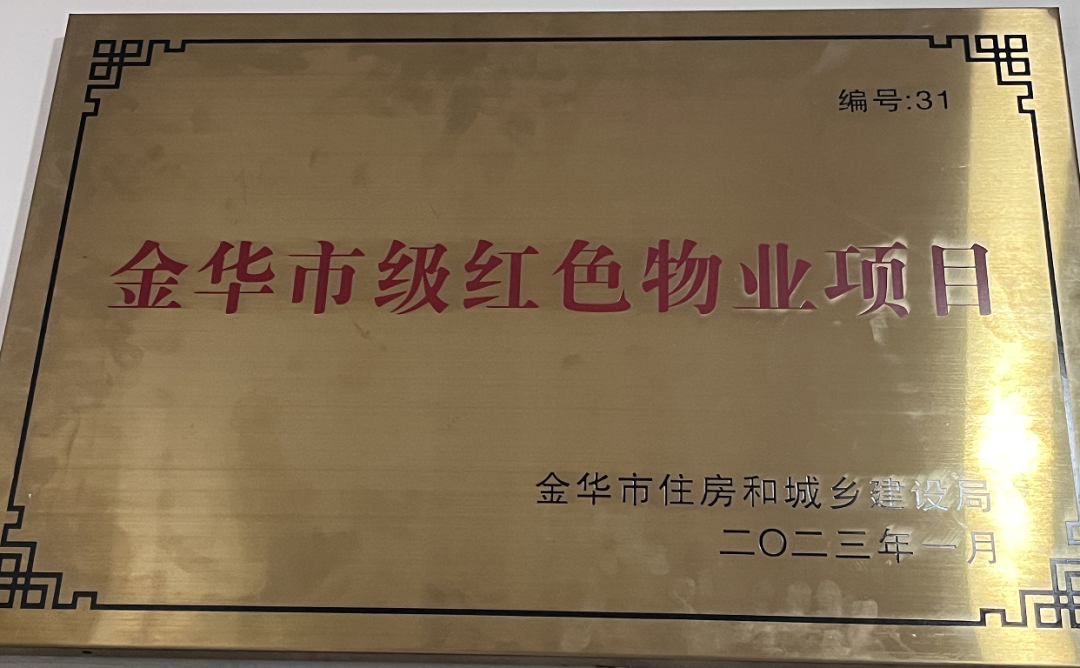 编号:31
金华市级红色物业项目
金华市住房和城乡建设局
二〇二三年一月